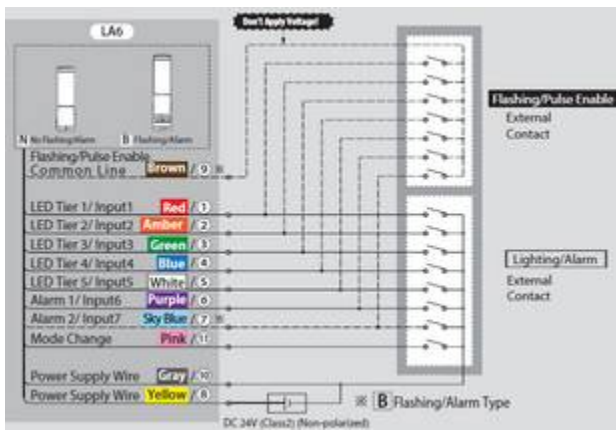 Don't Apply Voltage!
LA6
N No Flashing/Alarm
B Flashing/Alarm
Flashing/Pulse Enable
Common Line Brown / ⑨ ※
LED Tier 1/ Input1 Red / ①
LED Tier 2/ Input2 Amber / ②
LED Tier 3/ Input3 Green / ③
LED Tier 4/ Input4 Blue / ④
LED Tier 5/ Input5 White / ⑤
Alarm 1/ Input6 Purple / ⑥
Alarm 2/ Input7 Sky Blue / ⑦ ※
Mode Change Pink / ⑪
Power Supply Wire Gray / ⑩
Power Supply Wire Yellow / ⑧
DC 24V (Class2) (Non-polarized)
Flashing/Pulse Enable
External
Contact
Lighting/Alarm
External
Contact
※ B Flashing/Alarm Type